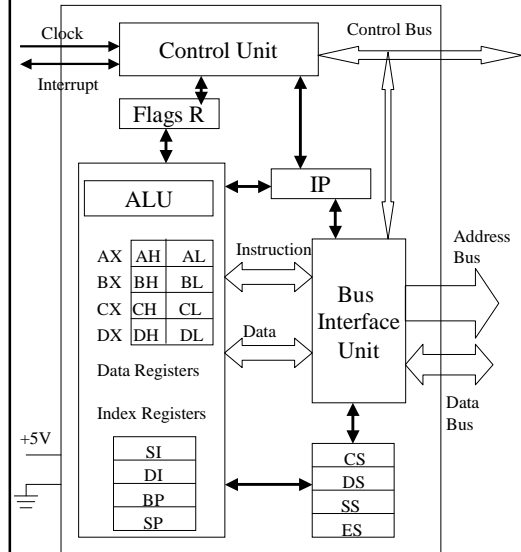 Clock
Control Unit
Control Bus
Interrupt
Flags R
ALU
IP
AX AH AL
BX BH BL
CX CH CL
DX DH DL
Data Registers
Instruction
Data
Bus
Interface
Unit
Address
Bus
Data
Bus
Index Registers
+5V
SI
DI
BP
SP
CS
DS
SS
ES